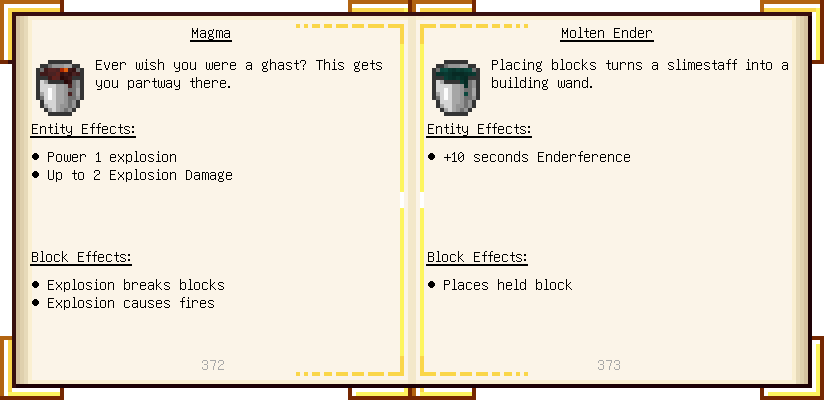 Magma
Ever wish you were a ghast? This gets
you partway there.
Entity Effects:
● Power 1 explosion
● Up to 2 Explosion Damage
Block Effects:
● Explosion breaks blocks
● Explosion causes fires
372
Molten Ender
Placing blocks turns a slimestaff into a
building wand.
Entity Effects:
● +10 seconds Enderference
Block Effects:
● Places held block
373